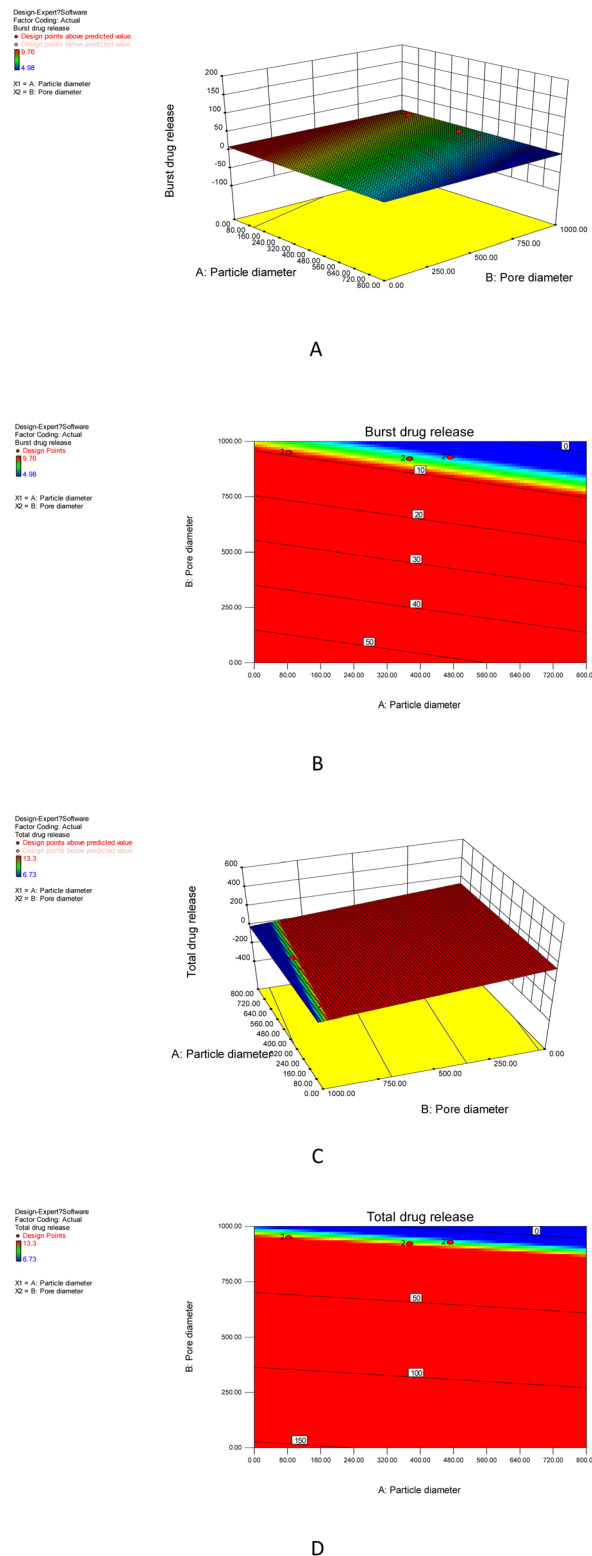 Design-Expert?Software
Factor Coding: Actual
Burst drug release
Design points above predicted value
Design points below predicted value
9.76
4.98
X1 = A: Particle diameter
X2 = B: Pore diameter
200
150
100
50
0
-50
-100
Burst drug release
0.00
80.00
160.00
240.00
320.00
400.00
480.00
560.00
640.00
720.00
800.00
A: Particle diameter
0.00
250.00
500.00
750.00
1000.00
B: Pore diameter
A
Design-Expert?Software
Factor Coding: Actual
Burst drug release
Design Points
9.76
4.98
X1 = A: Particle diameter
X2 = B: Pore diameter
Burst drug release
1000.00
750.00
500.00
250.00
0.00
B: Pore diameter
0
2
2
2
10
20
30
40
50
0.00 80.00 160.00 240.00 320.00 400.00 480.00 560.00 640.00 720.00 800.0
A: Particle diameter
B
Design-Expert?Software
Factor Coding: Actual
Total drug release
Design points above predicted value
Design points below predicted value
13.3
6.73
X1 = A: Particle diameter
X2 = B: Pore diameter
600
400
200
0
-200
-400
Total drug release
800.00
720.00
640.00
560.00
480.00
400.00
320.00
240.00
160.00
80.00
0.00
A: Particle diameter
1000.00
750.00
500.00
250.00
0.00
B: Pore diameter
C
Design-Expert?Software
Factor Coding: Actual
Total drug release
Design Points
13.3
6.73
X1 = A: Particle diameter
X2 = B: Pore diameter
Total drug release
1000.00
750.00
500.00
250.00
0.00
B: Pore diameter
0
2
2
2
50
100
150
0.00 80.00 160.00 240.00 320.00 400.00 480.00 560.00 640.00 720.00 800.0
A: Particle diameter
D